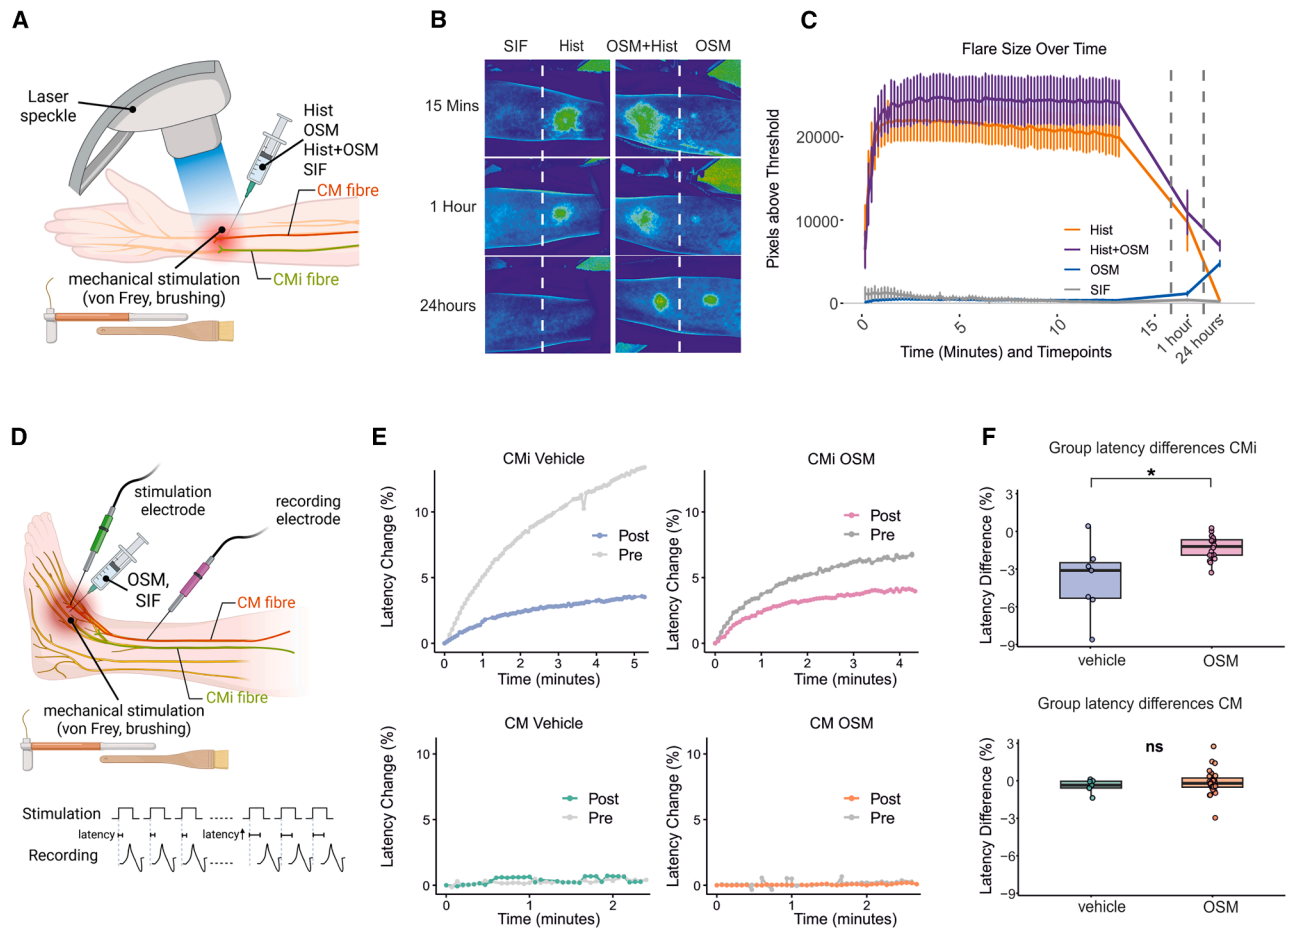 A
Laser
speckle
Hist
OSM
Hist+OSM
SIF
CM fibre
mechanical stimulation
(von Frey, brushing)
CMi fibre
B
SIF Hist OSM+Hist OSM
15 Mins
1 Hour
24hours
C
Flare Size Over Time
Pixels above Threshold
20000
10000
0
Hist
Hist+OSM
OSM
SIF
0 5 10 15 1 hour 24 hours
Time (Minutes) and Timepoints
D
stimulation
electrode
recording
electrode
OSM,
SIF
CM fibre
CMi fibre
mechanical stimulation
(von Frey, brushing)
Stimulation
latency
latency
Recording
E
CMi Vehicle
Latency Change (%)
10
5
0
Post
Pre
0 1 2 3 4 5
Time (minutes)
CMi OSM
Latency Change (%)
10
5
0
Post
Pre
0 1 2 3 4
Time (minutes)
CM Vehicle
Latency Change (%)
10
5
0
Post
Pre
0 1 2
Time (minutes)
CM OSM
Latency Change (%)
10
5
0
Post
Pre
0 1 2
Time (minutes)
F
Group latency differences CMi
*
Latency Difference (%)
3
0
−3
−6
−9
vehicle OSM
Group latency differences CM
ns
Latency Difference (%)
3
0
−3
−6
−9
vehicle OSM